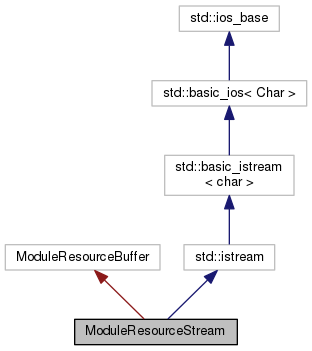 std::ios_base
std::basic_ios< Char >
std::basic_istream
< char >
ModuleResourceBuffer
std::istream
ModuleResourceStream